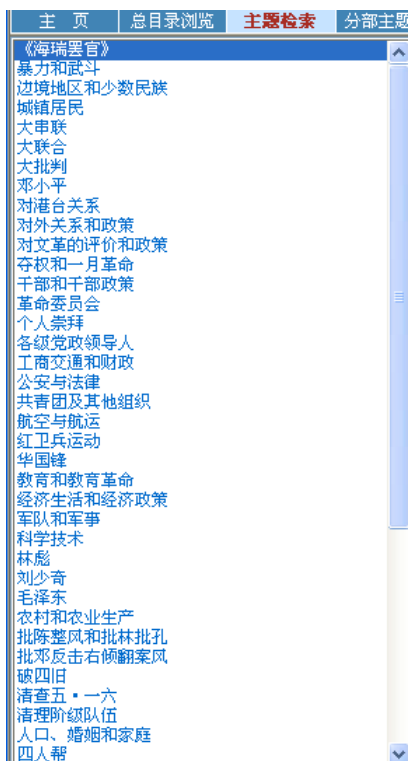 主 页 总目录浏览 主题检索 分部主题
《海瑞罢官》
暴力和武斗
边境地区和少数民族
城镇居民
大串联
大联合
大批判
邓小平
对港台关系
对外关系和政策
对文革的评价和政策
夺权和一月革命
干部和干部政策
革命委员会
个人崇拜
各级党政领导人
工商交通和财政
公安与法律
共青团及其他组织
航空与航运
红卫兵运动
华国锋
教育和教育革命
经济生活和经济政策
军队和军事
科学技术
林彪
刘少奇
毛泽东
农村和农业生产
批陈整风和批林批孔
批邓反击右倾翻案风
破四旧
清查五·一六
清理阶级队伍
人口、婚姻和家庭
四人帮